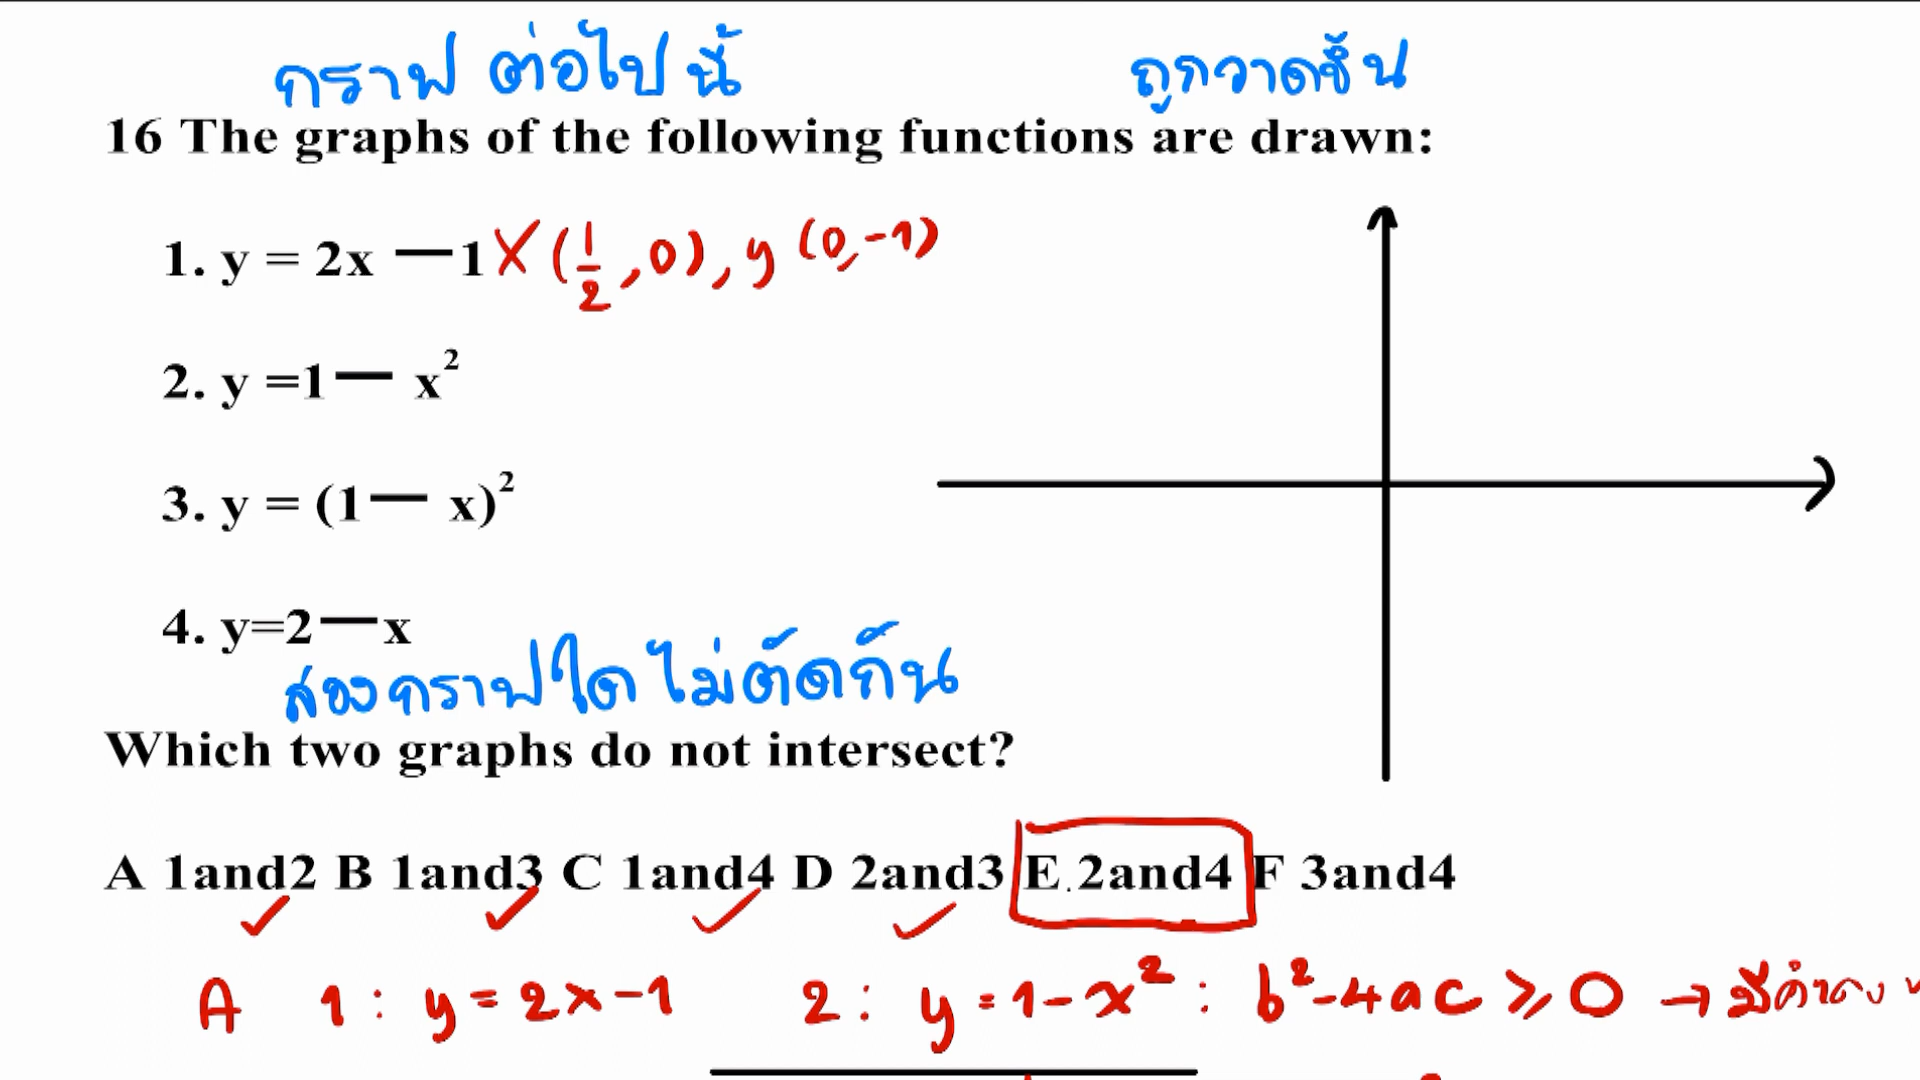 กราฟ ต่อไปนี้ ถูกวาดขึ้น
16 The graphs of the following functions are drawn:
1. y = 2x — 1 X (1/2, 0), y (0, -1)
2. y =1— x²
3. y = (1— x)²
4. y=2—x
สองกราฟใด ไม่ตัดกัน
Which two graphs do not intersect?
A 1and2 B 1and3 C 1and4 D 2and3 E.2and4 F 3and4
A 1 : y = 2x-1 2 : y = 1-x² : b²-4ac ≥ 0 →